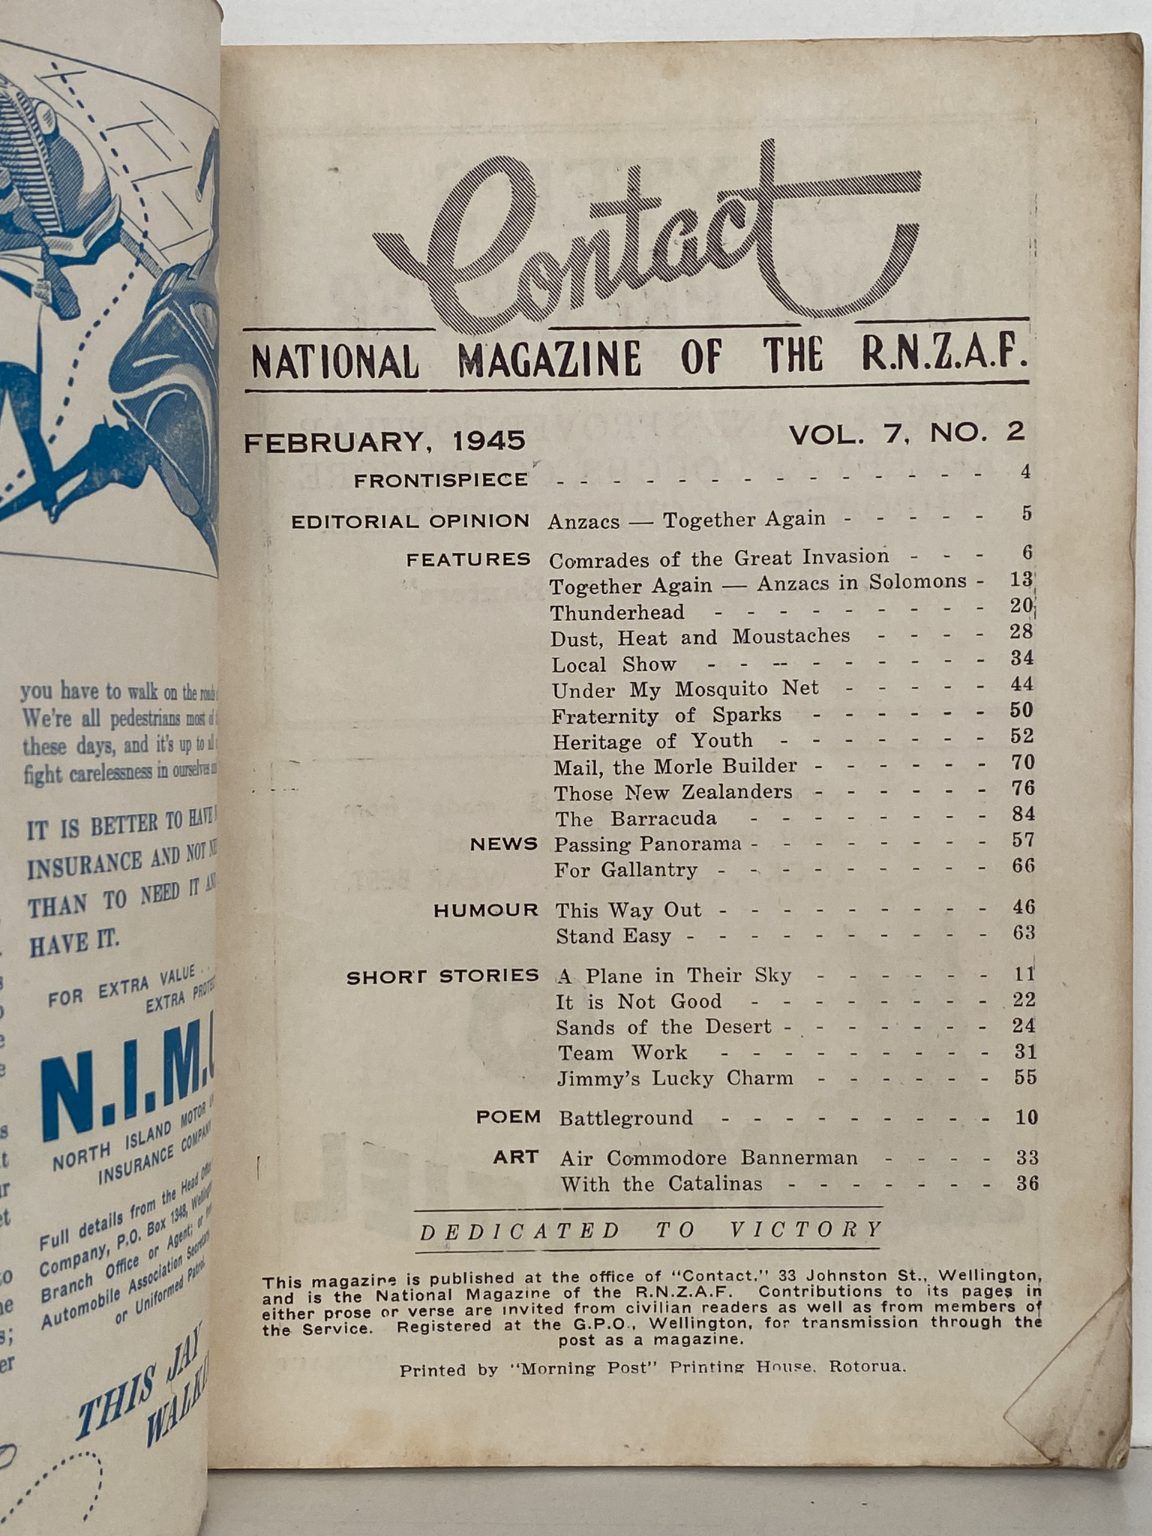 you have to walk on the roads
We're all pedestrians most of
these days, and it's up to all
fight carelessness in ourselves
IT IS BETTER TO HAVE
INSURANCE AND NOT
THAN TO NEED IT
HAVE IT.
FOR EXTRA VALUE . .
EXTRA
N.I.M.
NORTH ISLAND MOTOR
INSURANCE COMPANY
Full details from the Head Office
Company, P.O. Box 1348, Wellington
Branch Office or Agent; or
Automobile Association
or Uniformed Patrol.
THIS JAY
Contact
NATIONAL MAGAZINE OF THE R.N.Z.A.F.
FEBRUARY, 1945 VOL. 7, NO. 2
FRONTISPIECE - - - - - - - - - - - - - - 4
EDITORIAL OPINION Anzacs — Together Again - - - - - 5
FEATURES Comrades of the Great Invasion - - - 6
Together Again — Anzacs in Solomons - 13
Thunderhead - - - - - - - - - 20
Dust, Heat and Moustaches - - - - - 28
Local Show - - -- - - - - - - 34
Under My Mosquito Net - - - - - 44
Fraternity of Sparks - - - - - - 50
Heritage of Youth - - - - - - - 52
Mail, the Morle Builder - - - - - - 70
Those New Zealanders - - - - - - 76
The Barracuda - - - - - - - - 84
NEWS Passing Panorama - - - - - - - - 57
For Gallantry - - - - - - - - - 66
HUMOUR This Way Out - - - - - - - - - 46
Stand Easy - - - - - - - - - - 63
SHORT STORIES A Plane in Their Sky - - - - - - 11
It is Not Good - - - - - - - - 22
Sands of the Desert - - - - - - - 24
Team Work - - - - - - - - - 31
Jimmy's Lucky Charm - - - - - - 55
POEM Battleground - - - - - - - - - 10
ART Air Commodore Bannerman - - - - 33
With the Catalinas - - - - - - - 36
DEDICATED TO VICTORY
This magazine is published at the office of "Contact." 33 Johnston St., Wellington,
and is the National Magazine of the R.N.Z.A.F. Contributions to its pages in
either prose or verse are invited from civilian readers as well as from members of
the Service. Registered at the G.P.O., Wellington, for transmission through the
post as a magazine.
Printed by "Morning Post" Printing House. Rotorua.